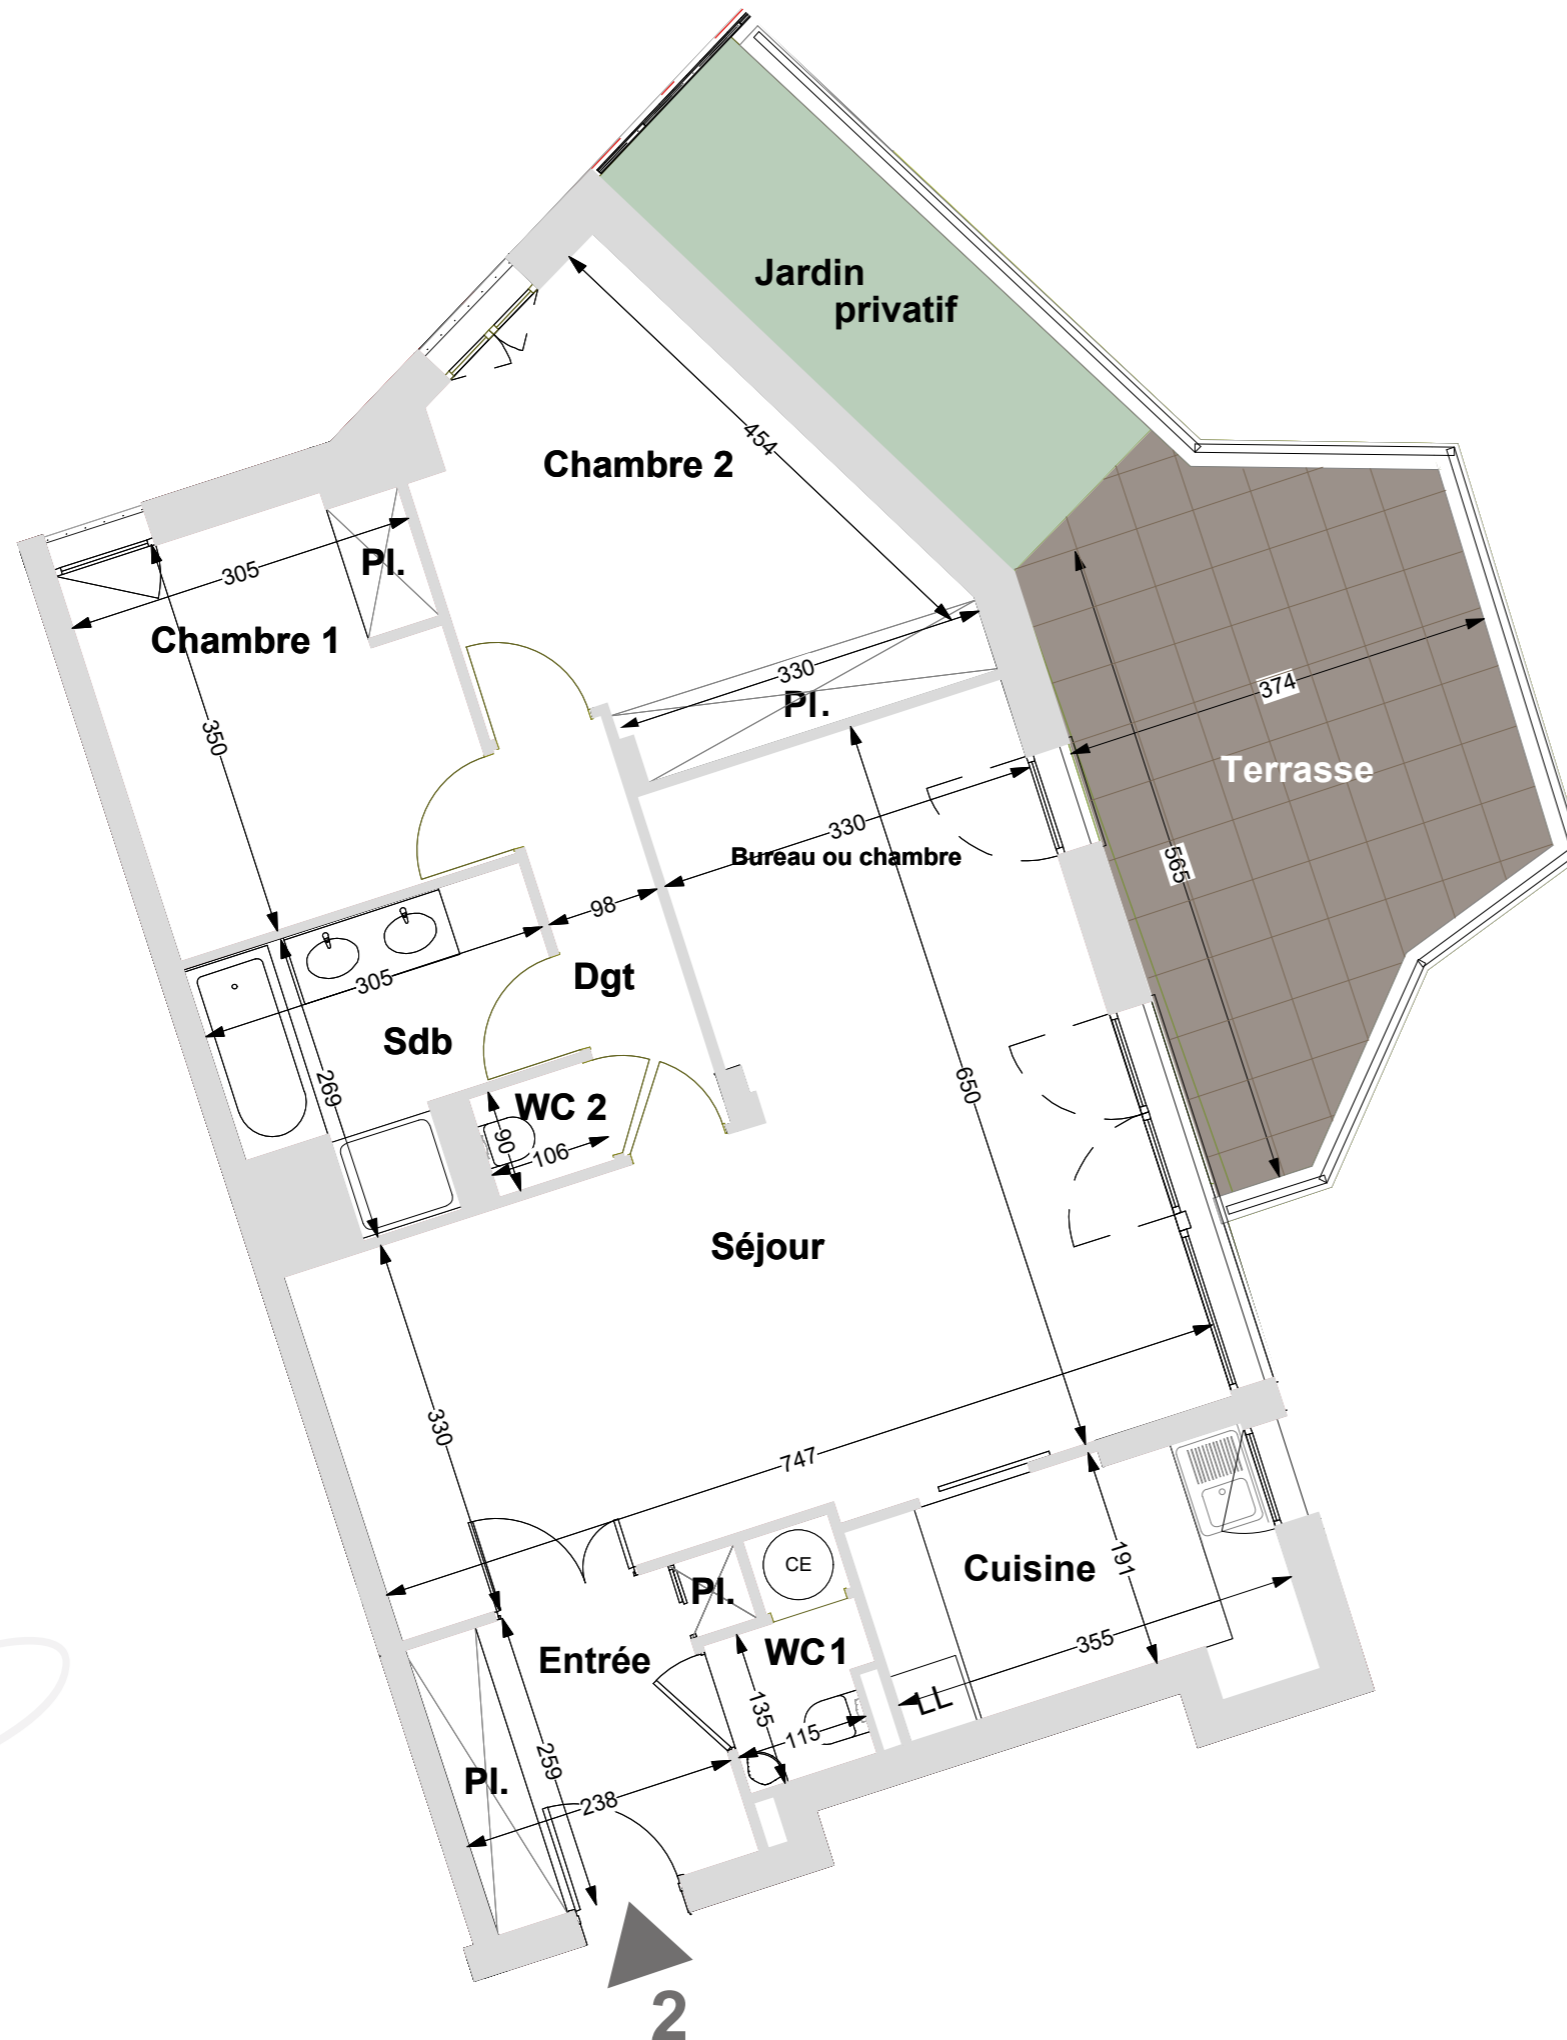 Jardin
privatif
454
Chambre 2
Pl.
305
Chambre 1
330
Pl.
374
350
Terrasse
330
Bureau ou chambre
565
98
305
Dgt
Sdb
269
650
WC 2
90
106
Séjour
330
747
CE
191
Cuisine
Pl.
355
Entrée
WC1
135
LL
115
259
Pl.
238
2